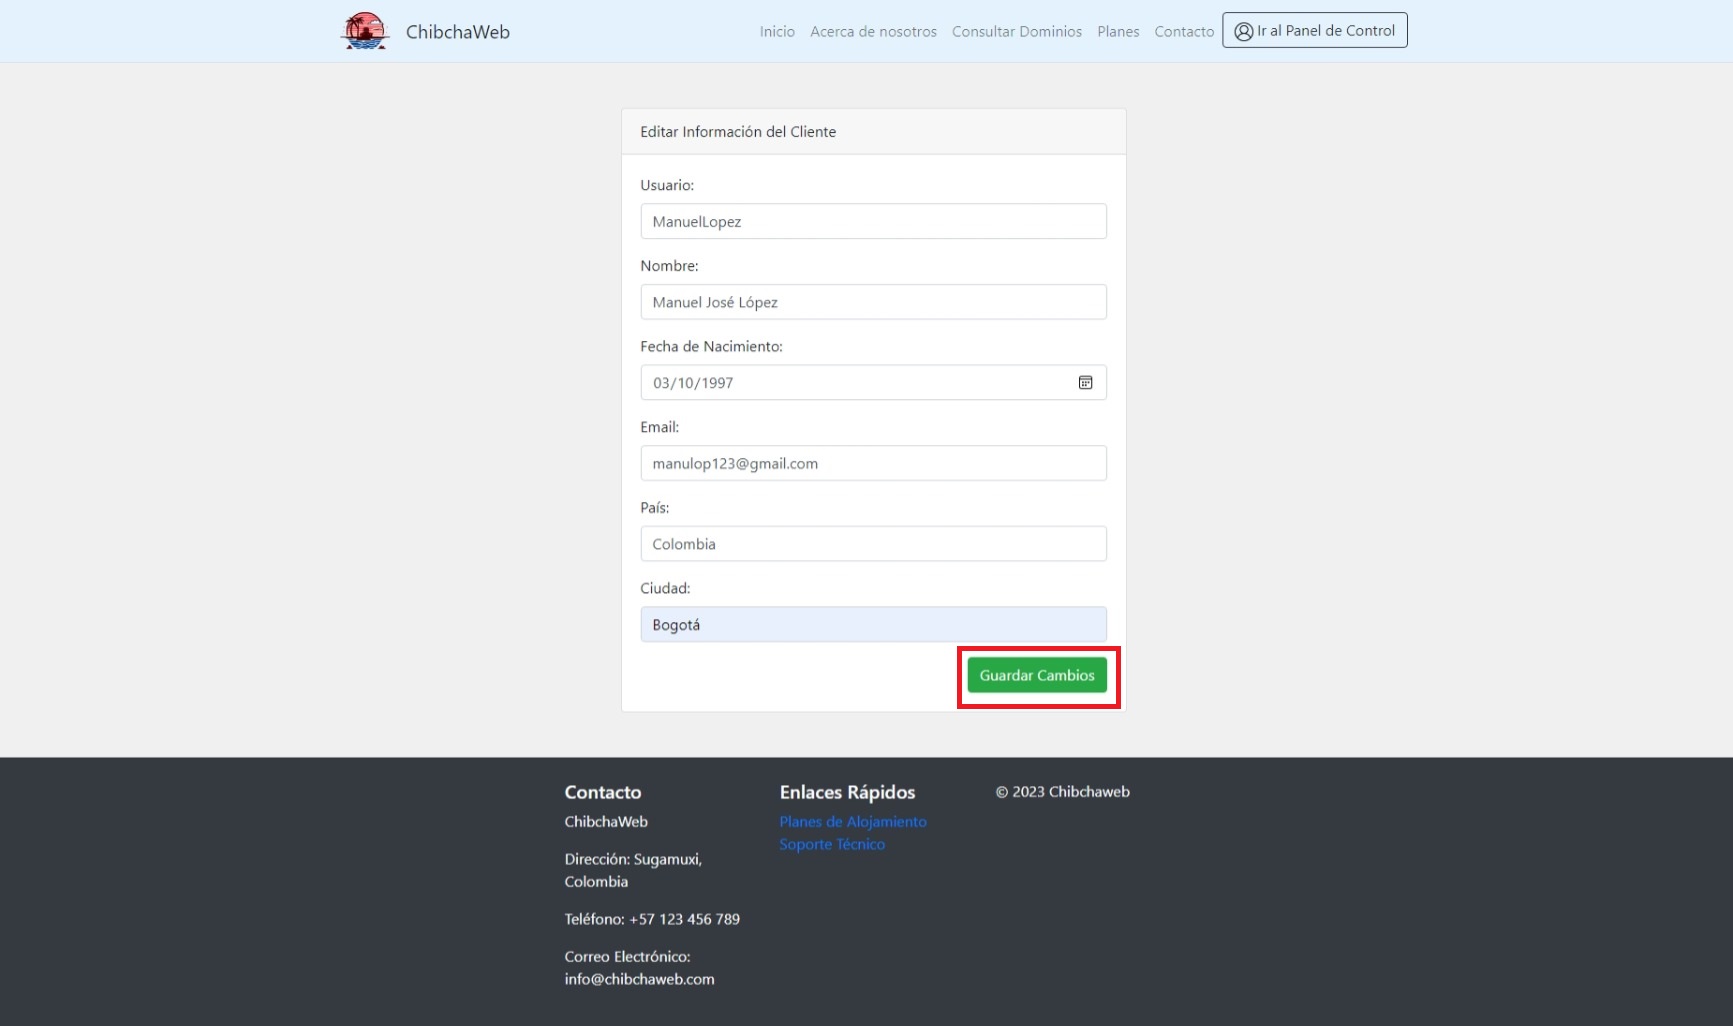 ChibchaWeb
Inicio Acerca de nosotros Consultar Dominios Planes Contacto Ir al Panel de Control
Editar Información del Cliente
Usuario:
ManuelLopez
Nombre:
Manuel José López
Fecha de Nacimiento:
03/10/1997
Email:
manulop123@gmail.com
País:
Colombia
Ciudad:
Bogotá
Guardar Cambios
Contacto
ChibchaWeb
Dirección: Sugamuxi,
Colombia
Teléfono: +57 123 456 789
Correo Electrónico:
info@chibchaweb.com
Enlaces Rápidos
Planes de Alojamiento
Soporte Técnico
© 2023 Chibchaweb